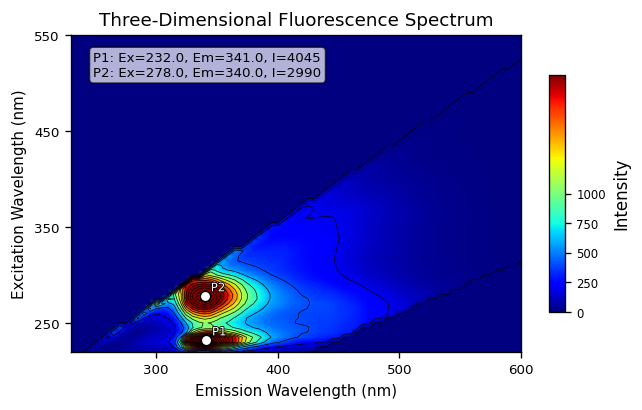 Three-Dimensional Fluorescence Spectrum
P1: Ex=232.0, Em=341.0, I=4045
P2: Ex=278.0, Em=340.0, I=2990
550
450
350
250
Excitation Wavelength (nm)
P2
P1
300
400
500
600
Emission Wavelength (nm)
1000
750
500
250
0
Intensity